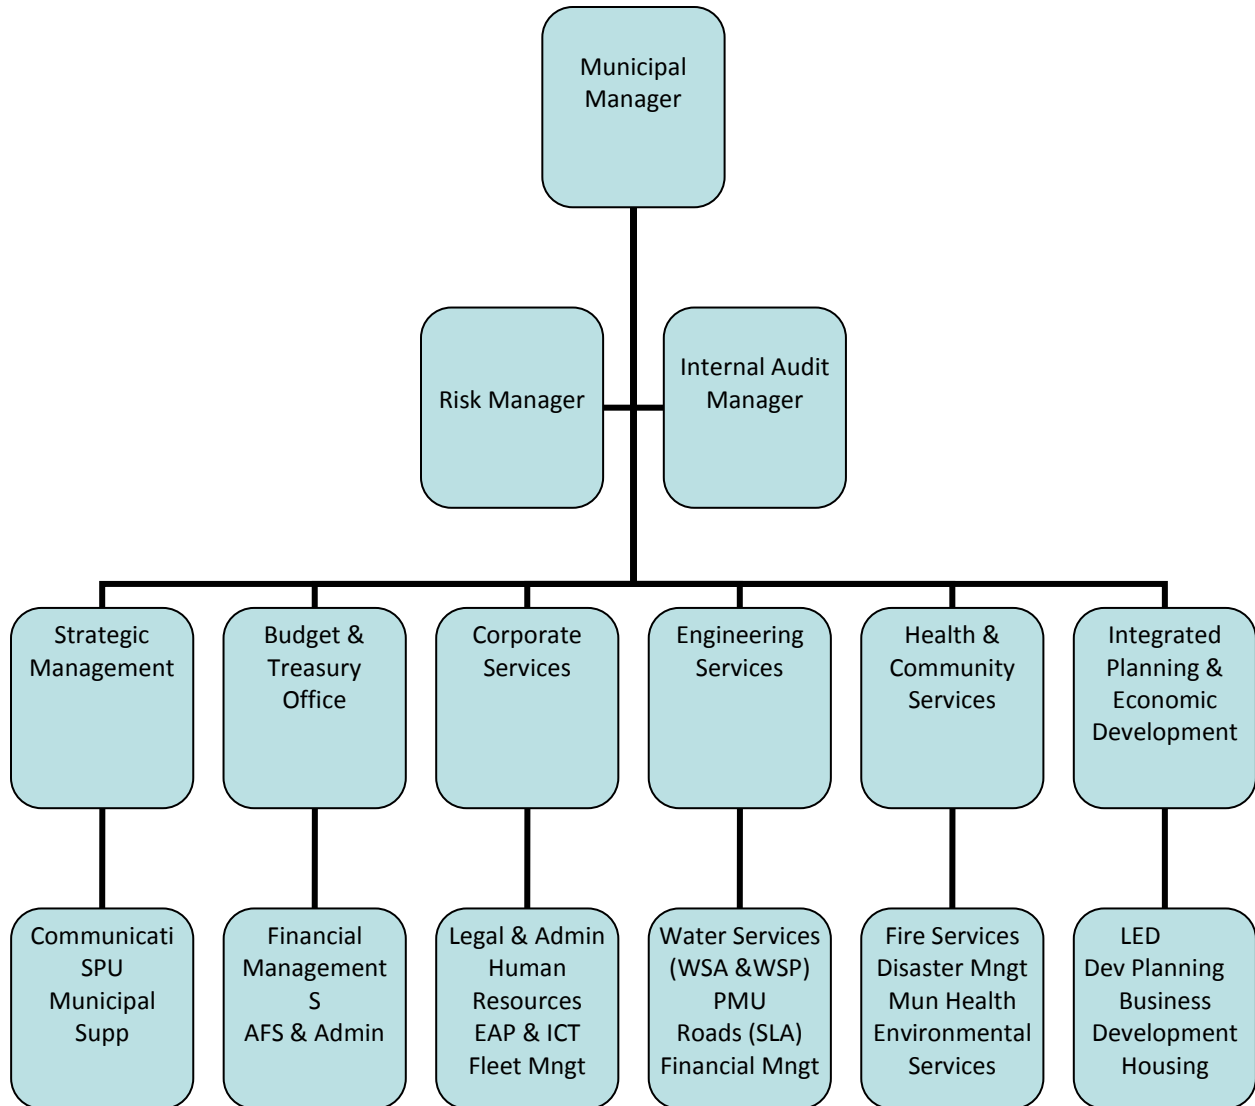 Municipal
Manager
Risk Manager
Internal Audit
Manager
Strategic
Management
Budget &
Treasury
Office
Corporate
Services
Engineering
Services
Health &
Community
Services
Integrated
Planning &
Economic
Development
Communicati
SPU
Municipal
Supp
Financial
Management
S
AFS & Admin
Legal & Admin
Human
Resources
EAP & ICT
Fleet Mngt
Water Services
(WSA &WSP)
PMU
Roads (SLA)
Financial Mngt
Fire Services
Disaster Mngt
Mun Health
Environmental
Services
LED
Dev Planning
Business
Development
Housing